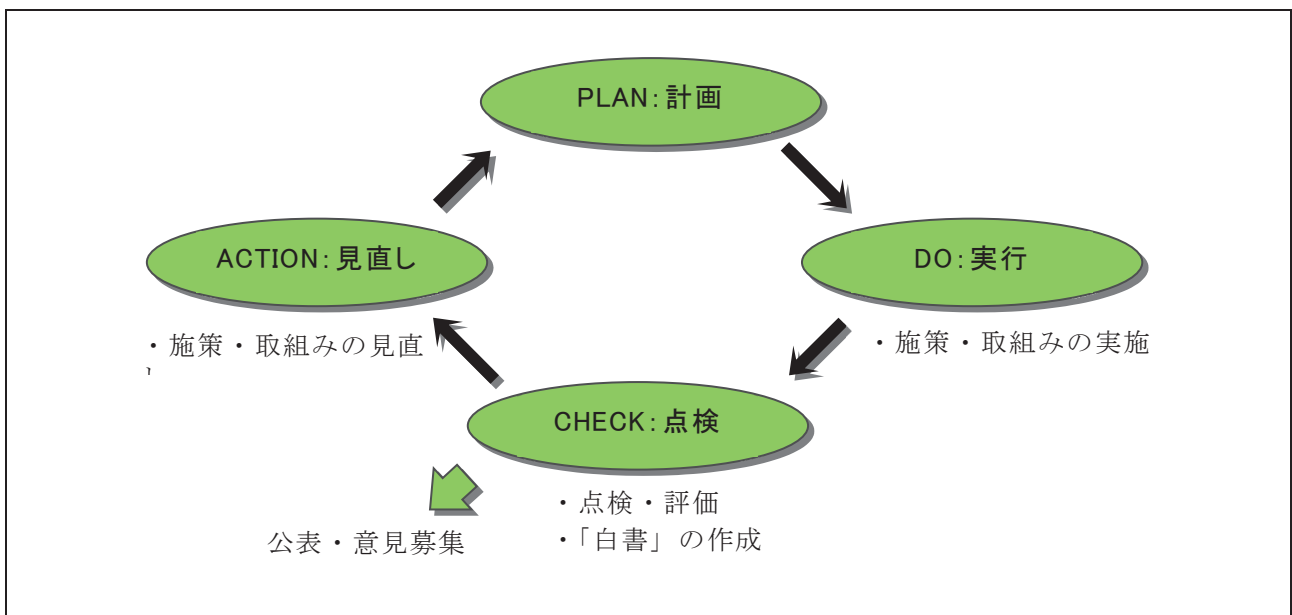 PLAN:計画
ACTION:見直し
DO:実行
・施策・取組みの見直
・施策・取組みの実施
CHECK:点検
・点検・評価
・「白書」の作成
公表・意見募集